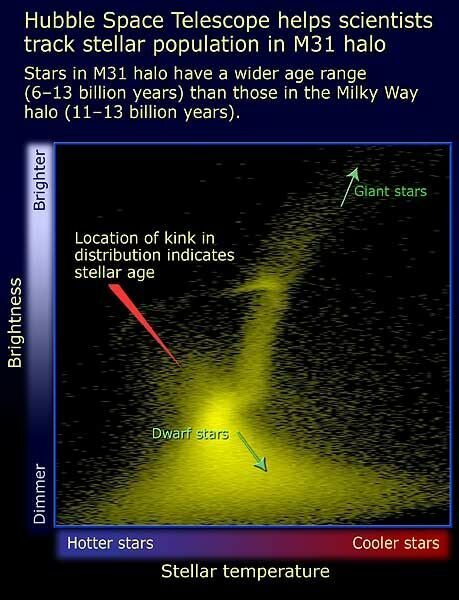 Hubble Space Telescope helps scientists
track stellar population in M31 halo
Stars in M31 halo have a wider age range
(6–13 billion years) than those in the Milky Way
halo (11–13 billion years).
Brighter
Giant stars
Location of kink in
distribution indicates
stellar age
Brightness
Dwarf stars
Dimmer
Hotter stars
Cooler stars
Stellar temperature